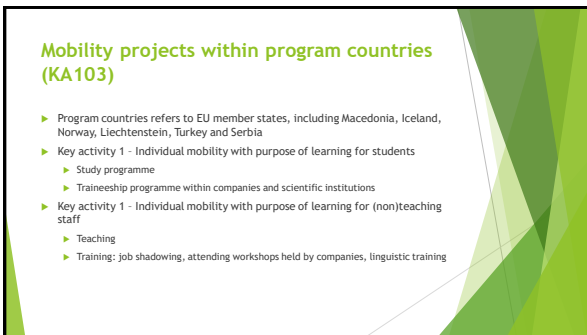 Mobility projects within program countries
(KA103)
Program countries refers to EU member states, including Macedonia, Iceland,
Norway, Liechtenstein, Turkey and Serbia
Key activity 1 – Individual mobility with purpose of learning for students
Study programme
Traineeship programme within companies and scientific institutions
Key activity 1 – Individual mobility with purpose of learning for (non)teaching
staff
Teaching
Training: job shadowing, attending workshops held by companies, linguistic training